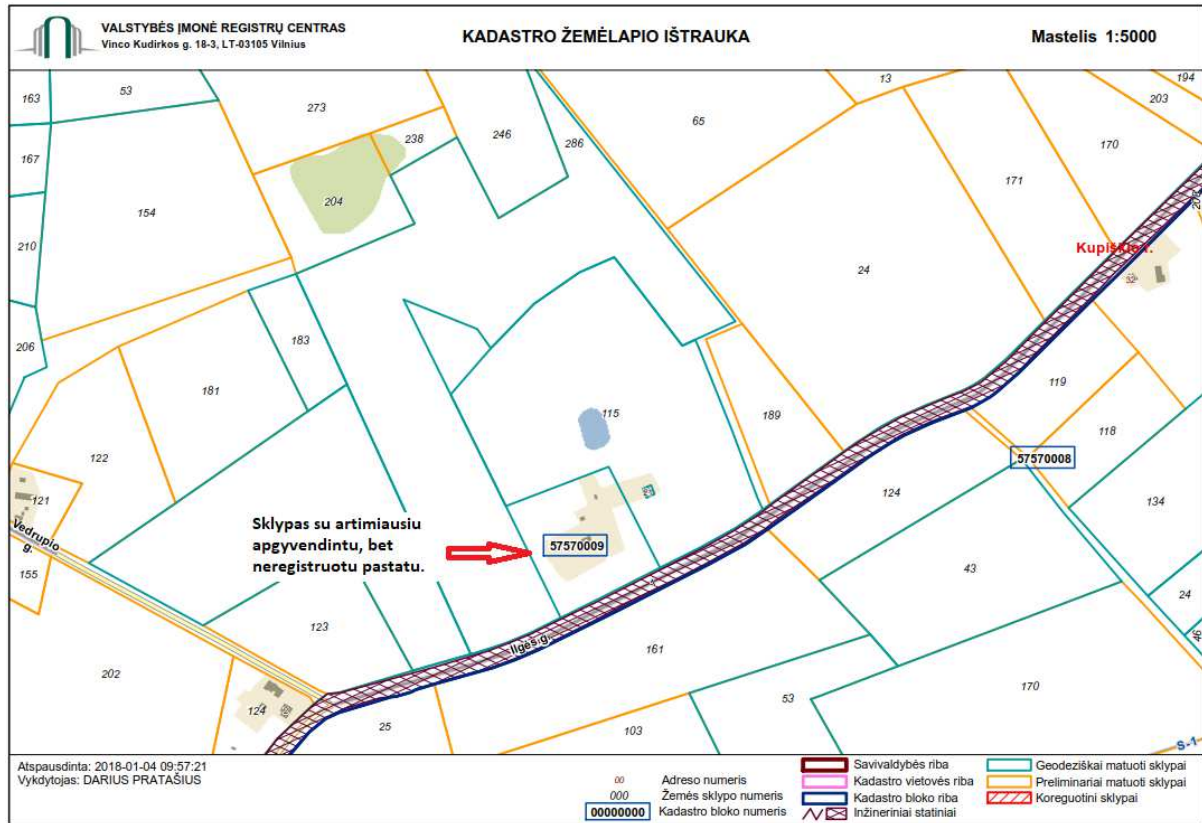 VALSTYBĖS ĮMONĖ REGISTRŲ CENTRAS
Vinco Kudirkos g. 18-3, LT-03105 Vilnius
KADASTRO ŽEMĖLAPIO IŠTRAUKA
Mastelis 1:5000
163
53
273
238
246
286
65
13
194
203
170
171
167
154
204
210
24
Kupiškio r.
206
183
181
115
189
119
118
57570008
122
121
Vedrupio
g.
155
124
134
Sklypas su artimiausiu
apgyvendintu, bet
neregistruotu pastatu.
57570009
43
24
46
123
Ilgės g.
161
202
124
25
103
53
170
S-1
Atspausdinta: 2018-01-04 09:57:21
Vykdytojas: DARIUS PRATAŠIUS
00 Adreso numeris
000 Žemės sklypo numeris
00000000 Kadastro bloko numeris
Savivaldybės riba
Kadastro vietovės riba
Kadastro bloko riba
Inžineriniai statiniai
Geodeziškai matuoti sklypai
Preliminariai matuoti sklypai
Koreguotini sklypai